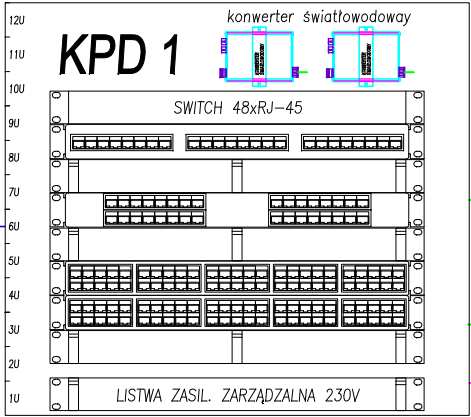 konwerter światłowodoway
12U
KPD 1
11U
10U
SWITCH 48xRJ-45
9U
8U
7U
6U
5U
4U
3U
2U
1U
LISTWA ZASIL. ZARZĄDZALNA 230V